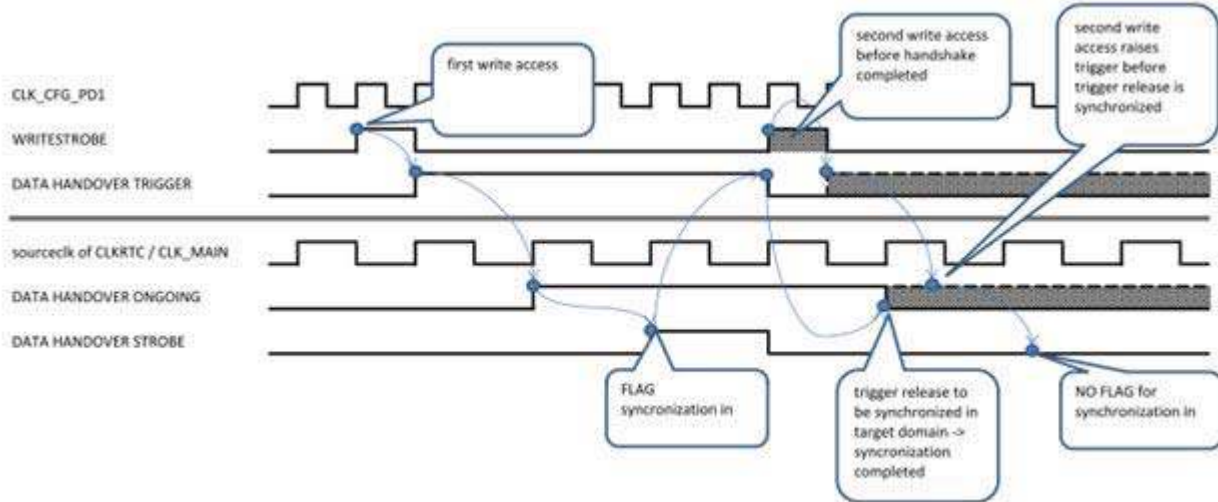 first write access
second write access
before handshake
completed
second write
access raises
trigger before
trigger release is
synchronized
CLK_CFG_PD1
WRITESTROBE
DATA HANDOVER TRIGGER
sourceclk of CLKRTC / CLK_MAIN
DATA HANDOVER ONGOING
DATA HANDOVER STROBE
FLAG
syncronization in
trigger release to
be synchronized in
target domain ->
syncronization
completed
NO FLAG for
synchronization in